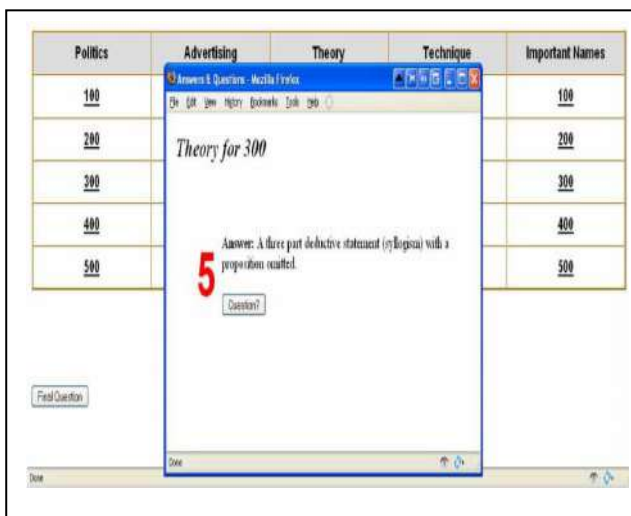 Politics Advertising Theory Technique Important Names
Answers & Questions - Mozilla Firefox
File Edit View History Bookmarks Tools Help
100 100
200 200
300 300
400 400
500 500
Theory for 300
5
Answer: A three part deductive statement (syllogism) with a
proposition omitted.
Question?
Final Question
Done
Done